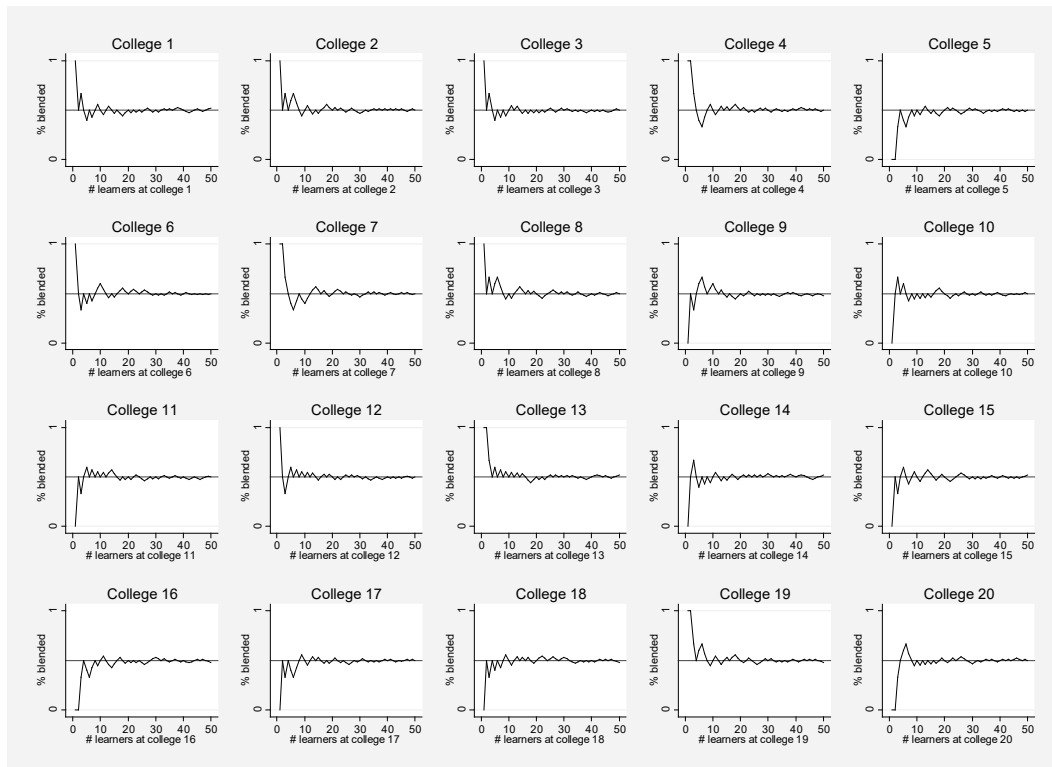 College 1 College 2 College 3 College 4 College 5
% blended % blended % blended % blended % blended
1 1 1 1 1
0 0 0 0 0
0 10 20 30 40 50 0 10 20 30 40 50 0 10 20 30 40 50 0 10 20 30 40 50 0 10 20 30 40 50
# learners at college 1 # learners at college 2 # learners at college 3 # learners at college 4 # learners at college 5
College 6 College 7 College 8 College 9 College 10
% blended % blended % blended % blended % blended
1 1 1 1 1
0 0 0 0 0
0 10 20 30 40 50 0 10 20 30 40 50 0 10 20 30 40 50 0 10 20 30 40 50 0 10 20 30 40 50
# learners at college 6 # learners at college 7 # learners at college 8 # learners at college 9 # learners at college 10
College 11 College 12 College 13 College 14 College 15
% blended % blended % blended % blended % blended
1 1 1 1 1
0 0 0 0 0
0 10 20 30 40 50 0 10 20 30 40 50 0 10 20 30 40 50 0 10 20 30 40 50 0 10 20 30 40 50
# learners at college 11 # learners at college 12 # learners at college 13 # learners at college 14 # learners at college 15
College 16 College 17 College 18 College 19 College 20
% blended % blended % blended % blended % blended
1 1 1 1 1
0 0 0 0 0
0 10 20 30 40 50 0 10 20 30 40 50 0 10 20 30 40 50 0 10 20 30 40 50 0 10 20 30 40 50
# learners at college 16 # learners at college 17 # learners at college 18 # learners at college 19 # learners at college 20